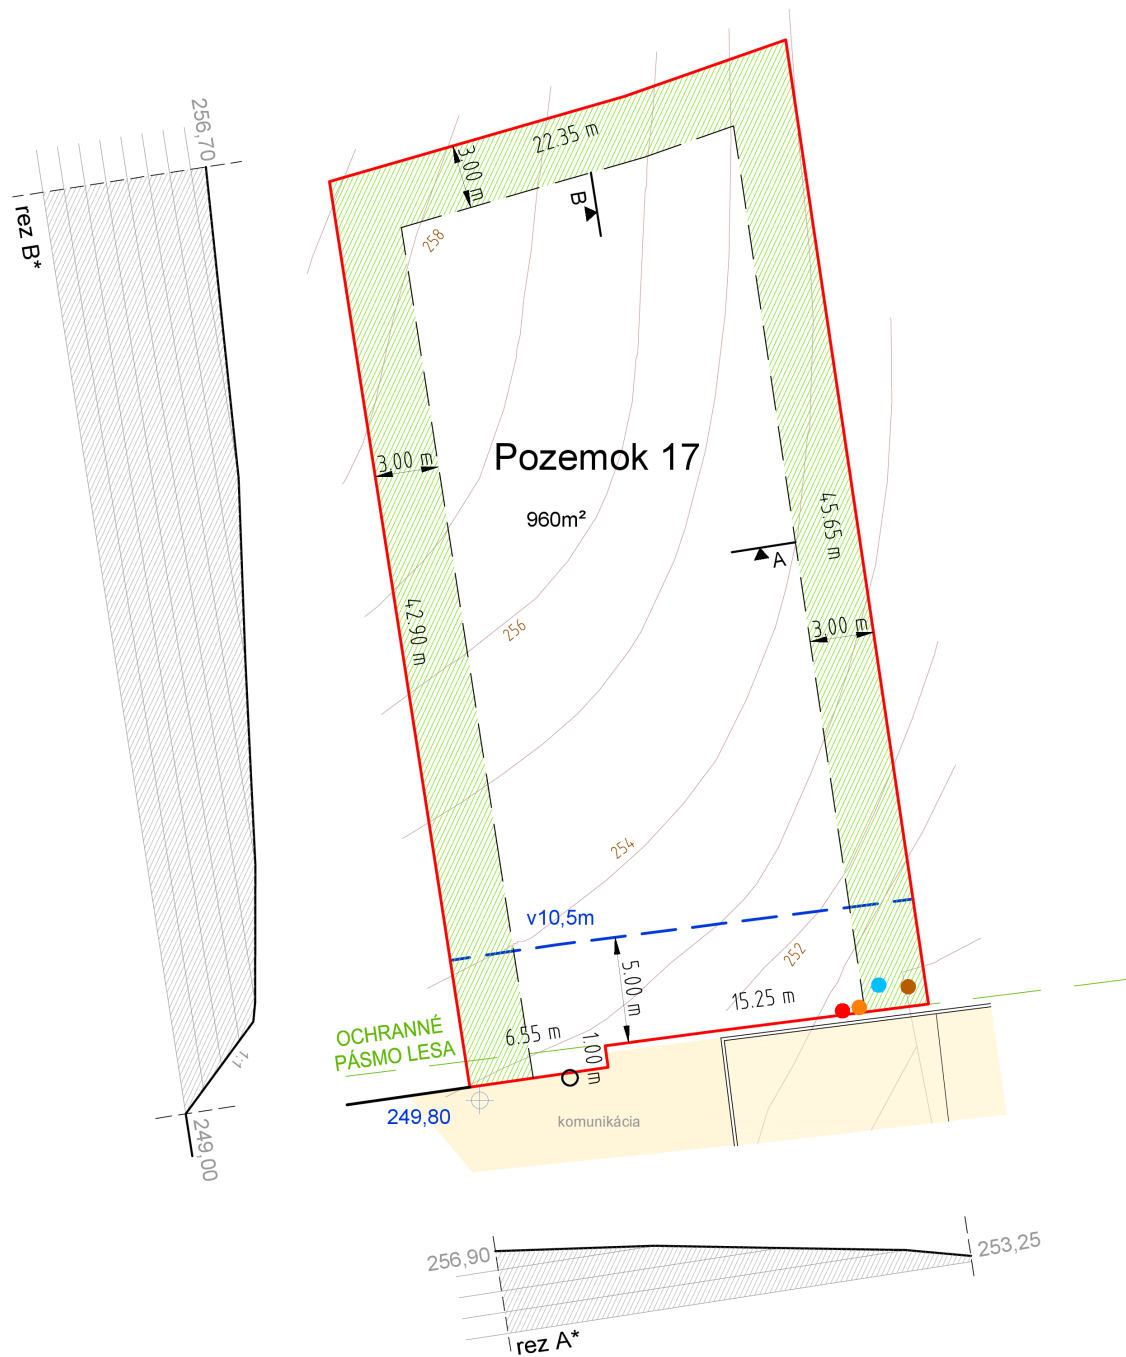 256,70
rez B*
22.35 m
3.00 m
B
258
Pozemok 17
960m²
3.00 m
45.65 m
A
42.90 m
256
3.00 m
254
v10,5m
252
5.00 m
15.25 m
OCHRANNÉ
PÁSMO LESA
6.55 m
1.00 m
1:1
249,80
komunikácia
249,00
256,90
253,25
rez A*